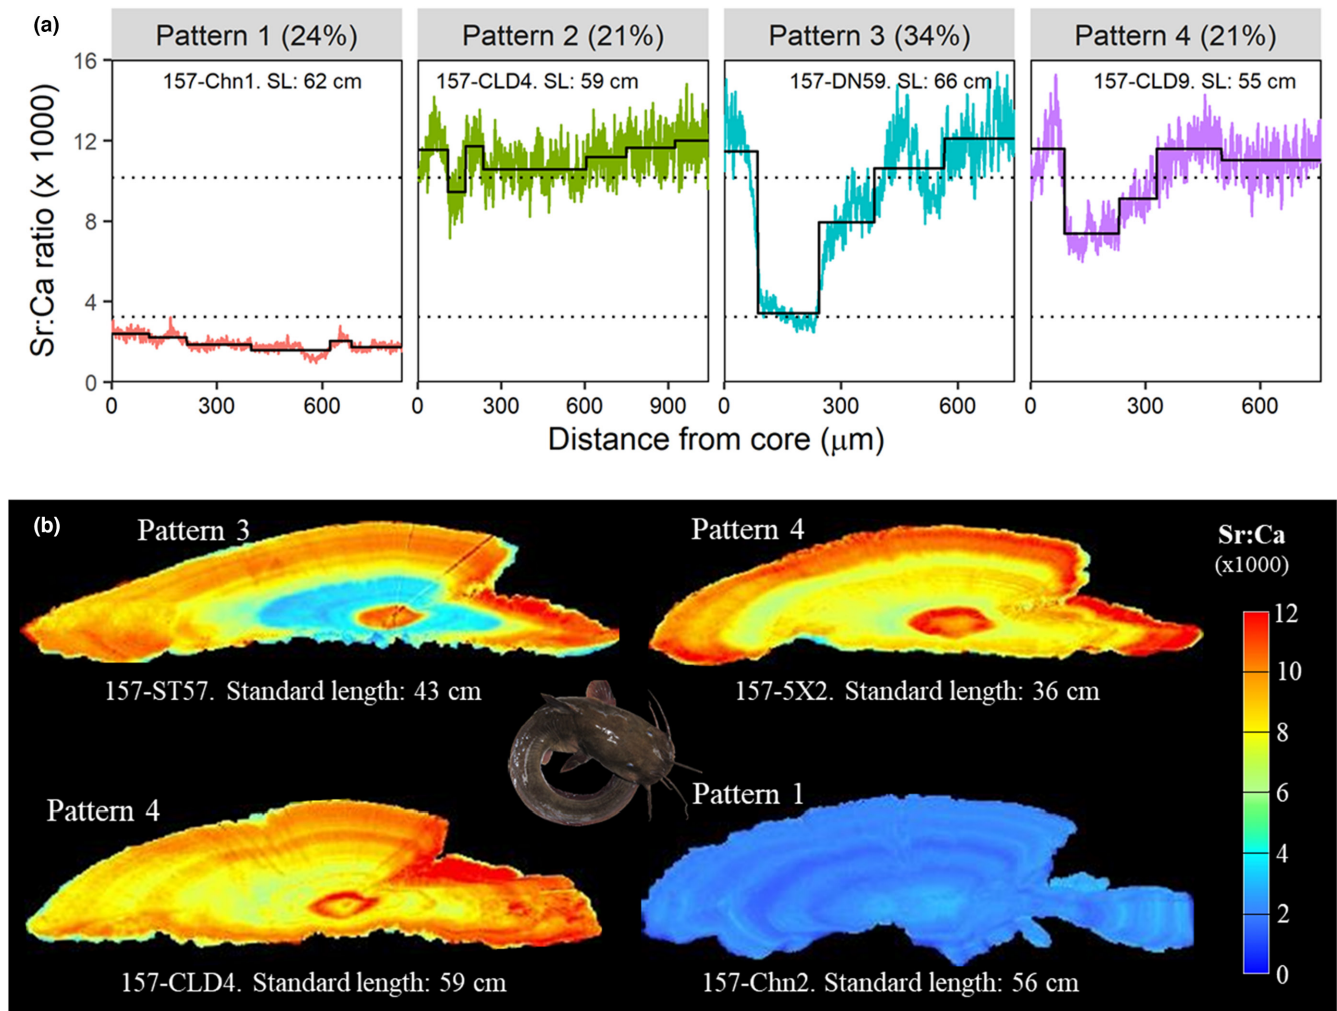 (a)
Pattern 1 (24%)
Pattern 2 (21%)
Pattern 3 (34%)
Pattern 4 (21%)
157-Chn1. SL: 62 cm
157-CLD4. SL: 59 cm
157-DN59. SL: 66 cm
157-CLD9. SL: 55 cm
Sr:Ca ratio (x 1000)
16
12
8
4
0
0 300 600
0 300 600 900
0 300 600
0 300 600
Distance from core (μm)
(b)
Pattern 3
157-ST57. Standard length: 43 cm
Pattern 4
157-5X2. Standard length: 36 cm
Pattern 4
157-CLD4. Standard length: 59 cm
Pattern 1
157-Chn2. Standard length: 56 cm
Sr:Ca
(x1000)
12
10
8
6
4
2
0